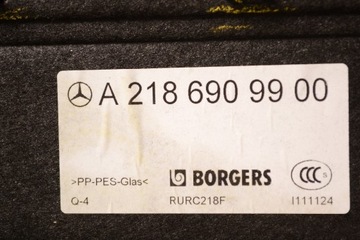 A 218 690 99 00
>PP-PES-Glas< BORGERS CCC
Q-4 RURC218F I111124